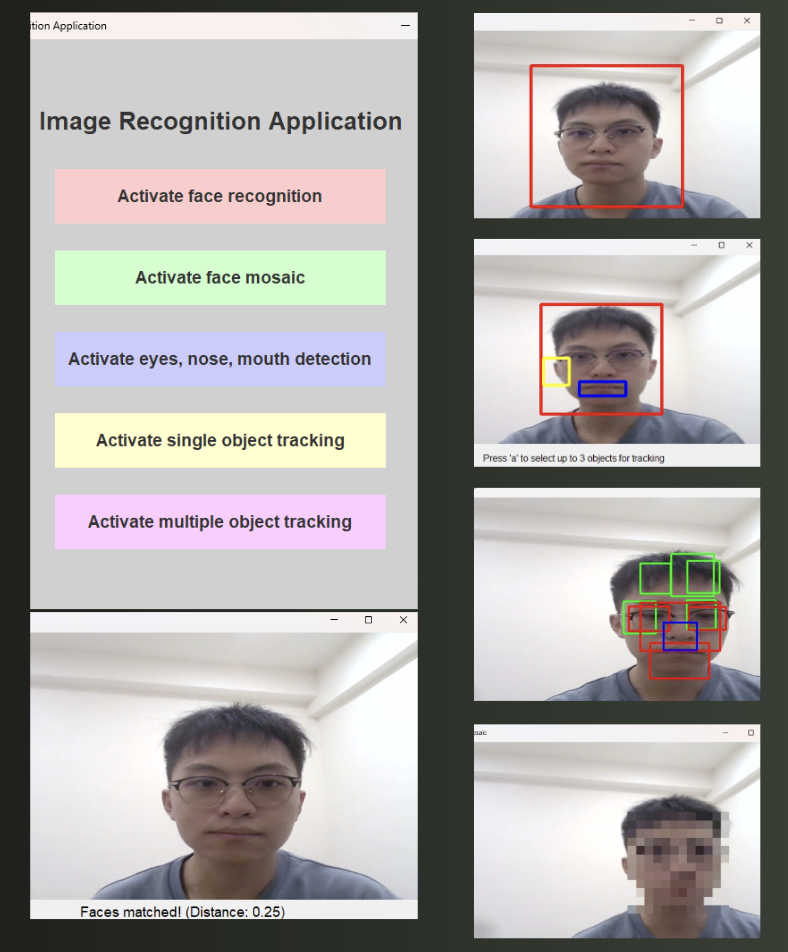 ition Application
Image Recognition Application
Activate face recognition
Activate face mosaic
Activate eyes, nose, mouth detection
Activate single object tracking
Activate multiple object tracking
Faces matched! (Distance: 0.25)
Press 'a' to select up to 3 objects for tracking
osaic